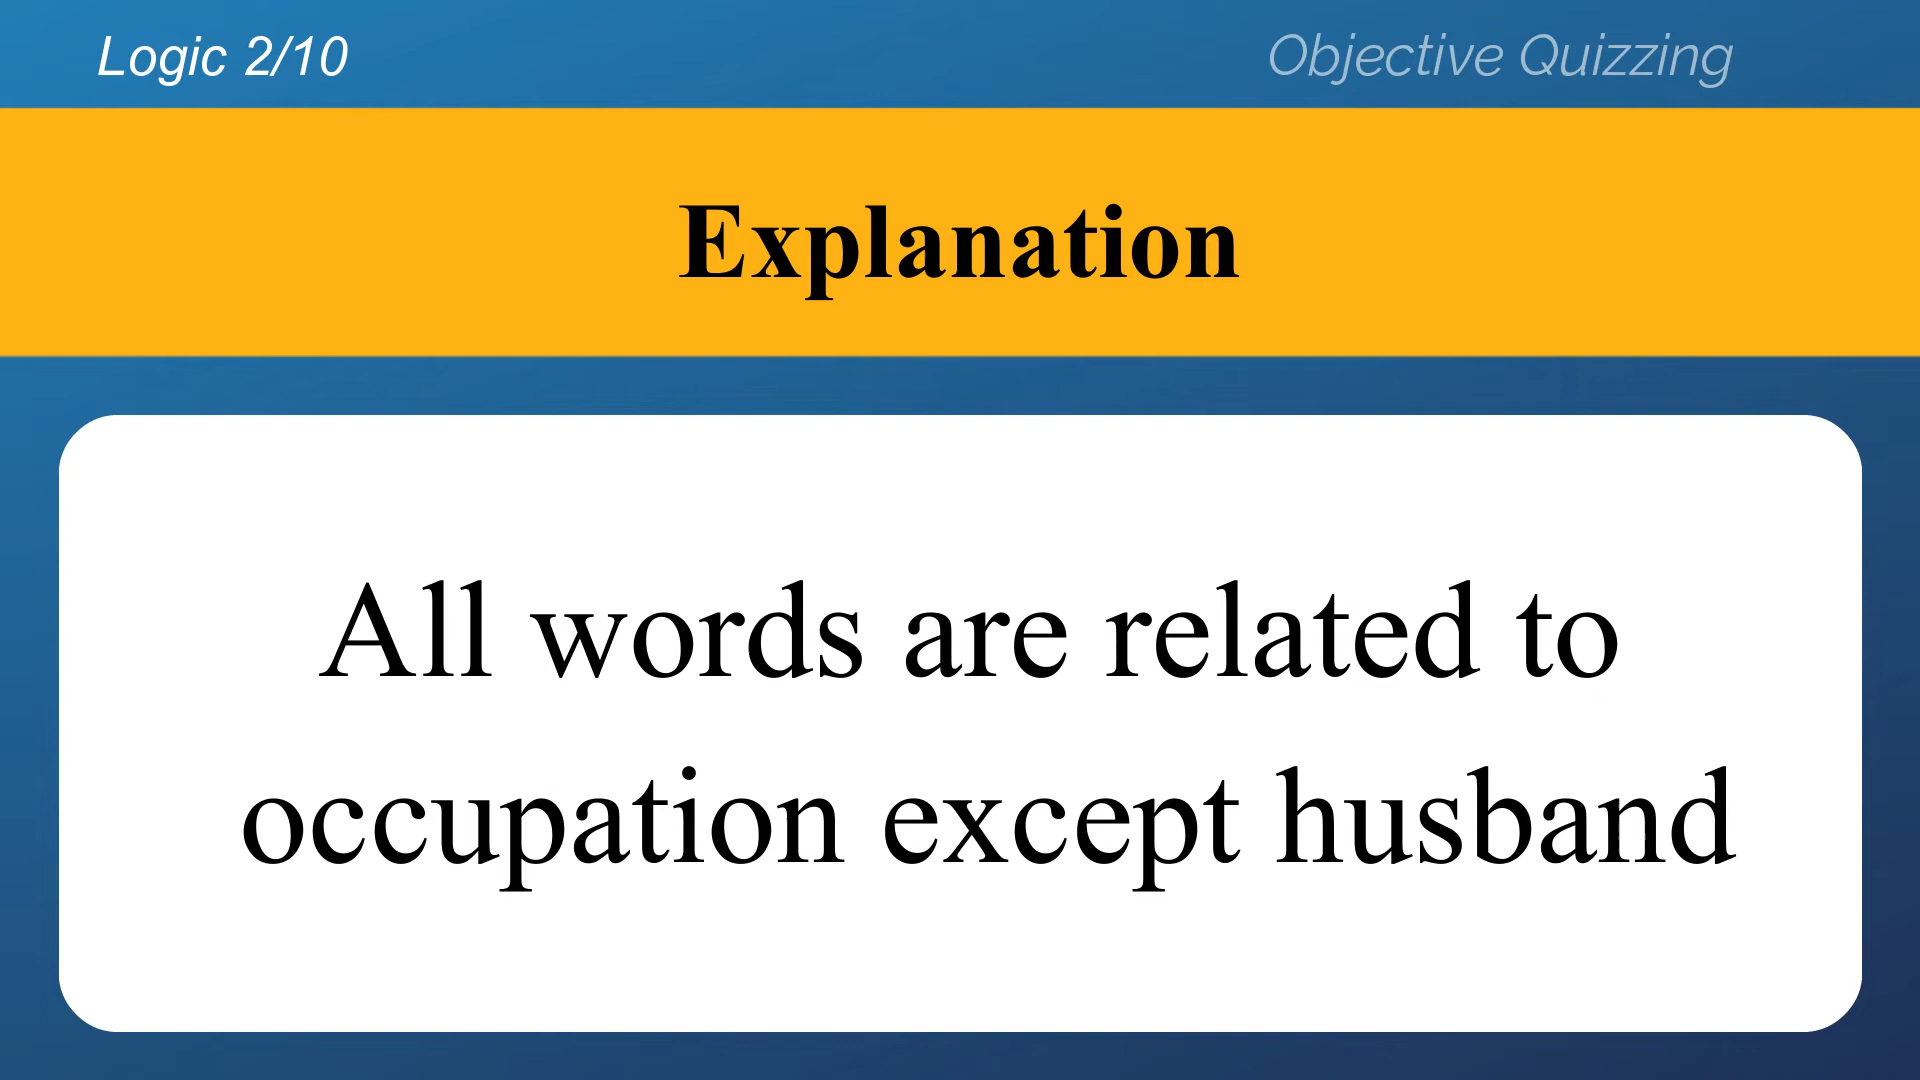 Logic 2/10
Objective Quizzing
Explanation
All words are related to
occupation except husband